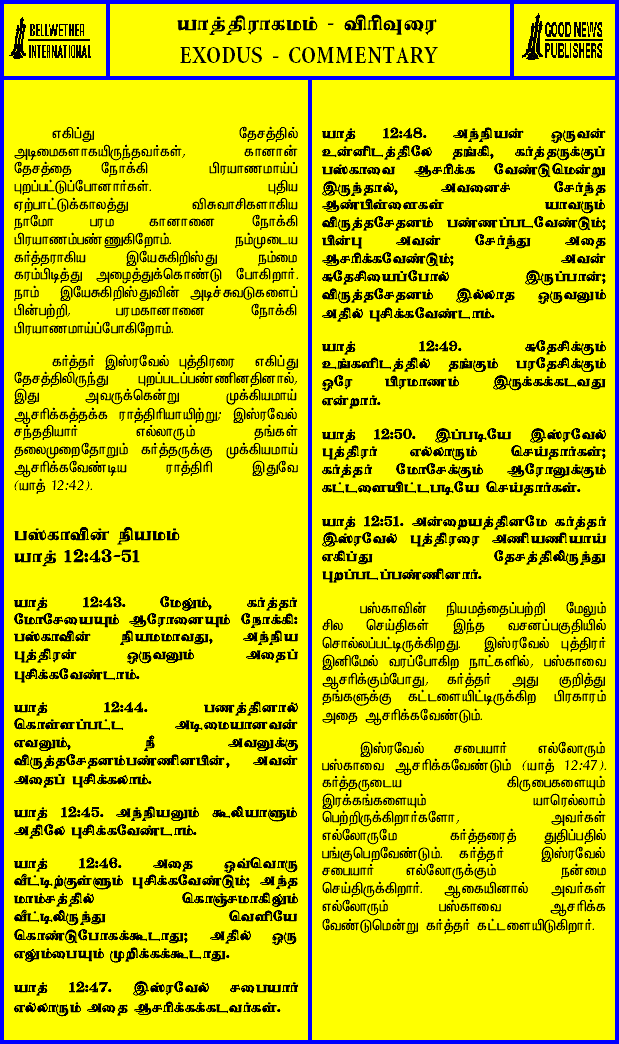 BELLWETHER
INTERNATIONAL
யாத்திராகமம் - விரிவுரை
EXODUS - COMMENTARY
GOOD NEWS
PUBLISHERS
எகிப்து தேசத்தில்
அடிமைகளாகயிருந்தவர்கள், கானான்
தேசத்தை நோக்கி பிரயாணமாய்ப்
புறப்பட்டுப்போனார்கள். புதிய
ஏற்பாட்டுக்காலத்து விசுவாசிகளாகிய
நாமோ பரம கானானை நோக்கி
பிரயாணம்பண்ணுகிறோம். நம்முடைய
கர்த்தராகிய இயேசுகிறிஸ்து நம்மை
கரம்பிடித்து அழைத்துக்கொண்டு போகிறார்.
நாம் இயேசுகிறிஸ்துவின் அடிச்சுவடுகளைப்
பின்பற்றி, பரமகானானை நோக்கி
பிரயாணமாய்ப்போகிறோம்.
கர்த்தர் இஸ்ரவேல் புத்திரரை எகிப்து
தேசத்திலிருந்து புறப்படப்பண்ணினதினால்,
இது அவருக்கென்று முக்கியமாய்
ஆசரிக்கத்தக்க ராத்திரியாயிற்று; இஸ்ரவேல்
சந்ததியார் எல்லாரும் தங்கள்
தலைமுறைதோறும் கர்த்தருக்கு முக்கியமாய்
ஆசரிக்கவேண்டிய ராத்திரி இதுவே
(யாத் 12:42).
பஸ்காவின் நியமம்
யாத் 12:43-51
யாத் 12:43. மேலும், கர்த்தர்
மோசேயையும் ஆரோனையும் நோக்கி:
பஸ்காவின் நியமமாவது, அந்நிய
புத்திரன் ஒருவனும் அதைப்
புசிக்கவேண்டாம்.
யாத் 12:44. பணத்தினால்
கொள்ளப்பட்ட அடிமையானவன்
எவனும், நீ அவனுக்கு
விருத்தசேதனம்பண்ணினபின், அவன்
அதைப் புசிக்கலாம்.
யாத் 12:45. அந்நியனும் கூலியாளும்
அதிலே புசிக்கவேண்டாம்.
யாத் 12:46. அதை ஒவ்வொரு
வீட்டிற்குள்ளும் புசிக்கவேண்டும்; அந்த
மாம்சத்தில் கொஞ்சமாகிலும்
வீட்டிலிருந்து வெளியே
கொண்டுபோகக்கூடாது; அதில் ஒரு
எலும்பையும் முறிக்கக்கூடாது.
யாத் 12:47. இஸ்ரவேல் சபையார்
எல்லாரும் அதை ஆசரிக்கக்கடவர்கள்.
யாத் 12:48. அந்நியன் ஒருவன்
உன்னிடத்திலே தங்கி, கர்த்தருக்குப்
பஸ்காவை ஆசரிக்க வேண்டுமென்று
இருந்தால், அவனைச் சேர்ந்த
ஆண்பிள்ளைகள் யாவரும்
விருத்தசேதனம் பண்ணப்படவேண்டும்;
பின்பு அவன் சேர்ந்து அதை
ஆசரிக்கவேண்டும்; அவன்
சுதேசியைப்போல் இருப்பான்;
விருத்தசேதனம் இல்லாத ஒருவனும்
அதில் புசிக்கவேண்டாம்.
யாத் 12:49. சுதேசிக்கும்
உங்களிடத்தில் தங்கும் பரதேசிக்கும்
ஒரே பிரமாணம் இருக்கக்கடவது
என்றார்.
யாத் 12:50. இப்படியே இஸ்ரவேல்
புத்திரர் எல்லாரும் செய்தார்கள்;
கர்த்தர் மோசேக்கும் ஆரோனுக்கும்
கட்டளையிட்டபடியே செய்தார்கள்.
யாத் 12:51. அன்றையத்தினமே கர்த்தர்
இஸ்ரவேல் புத்திரரை அணியணியாய்
எகிப்து தேசத்திலிருந்து
புறப்படப்பண்ணினார்.
பஸ்காவின் நியமத்தைப்பற்றி மேலும்
சில செய்திகள் இந்த வசனப்பகுதியில்
சொல்லப்பட்டிருக்கிறது. இஸ்ரவேல் புத்திரர்
இனிமேல் வரப்போகிற நாட்களில், பஸ்காவை
ஆசரிக்கும்போது, கர்த்தர் அது குறித்து
தங்களுக்கு கட்டளையிட்டிருக்கிற பிரகாரம்
அதை ஆசரிக்கவேண்டும்.
இஸ்ரவேல் சபையார் எல்லோரும்
பஸ்காவை ஆசரிக்கவேண்டும் (யாத் 12:47).
கர்த்தருடைய கிருபைகளையும்
இரக்கங்களையும் யாரெல்லாம்
பெற்றிருகிறார்களோ, அவர்கள்
எல்லோருமே கர்த்தரைத் துதிப்பதில்
பங்குபெறவேண்டும். கர்த்தர் இஸ்ரவேல்
சபையார் எல்லோருக்கும் நன்மை
செய்திருக்கிறார். ஆகையினால் அவர்கள்
எல்லோரும் பஸ்காவை ஆசரிக்க
வேண்டுமென்று கர்த்தர் கட்டளையிடுகிறார்.